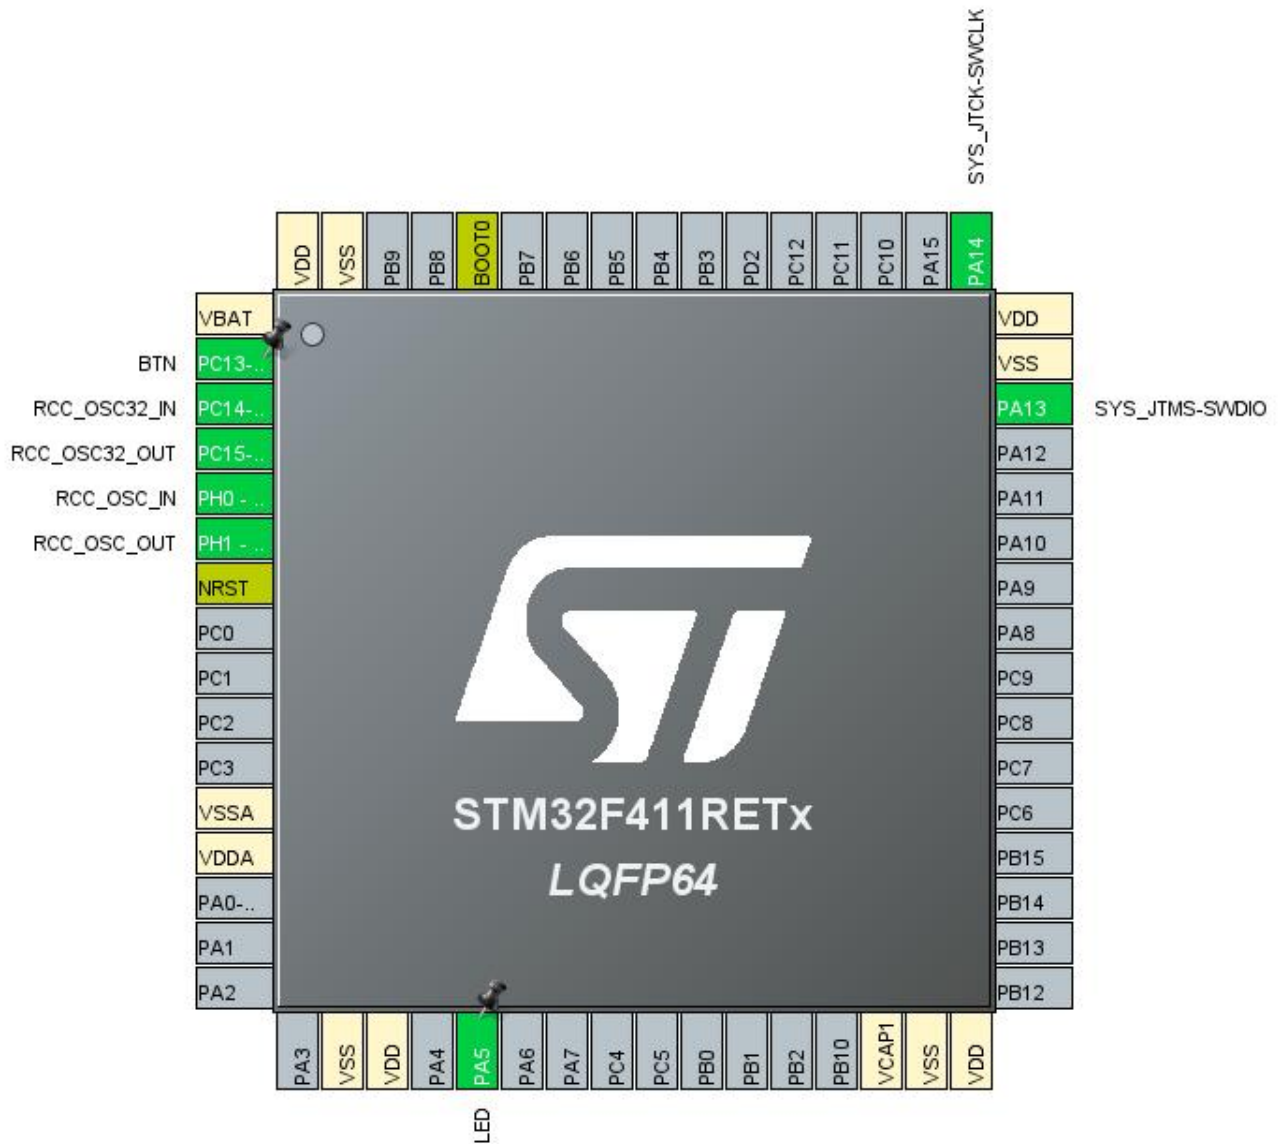 SYS_JTCK-SWCLK
VDD
VSS
PB9
PB8
BOOT0
PB7
PB6
PB5
PB4
PB3
PD2
PC12
PC11
PC10
PA15
PA14
VBAT
BTN PC13-..
RCC_OSC32_IN PC14-..
RCC_OSC32_OUT PC15-..
RCC_OSC_IN PH0 - ..
RCC_OSC_OUT PH1 - ..
NRST
PC0
PC1
PC2
PC3
VSSA
VDDA
PA0-..
PA1
PA2
VDD
VSS
PA13 SYS_JTMS-SWDIO
PA12
PA11
PA10
PA9
PA8
PC9
PC8
PC7
PC6
PB15
PB14
PB13
PB12
ST
STM32F411RETx
LQFP64
PA3
VSS
VDD
PA4
PA5
PA6
PA7
PC4
PC5
PB0
PB1
PB2
PB10
VCAP1
VSS
VDD
LED